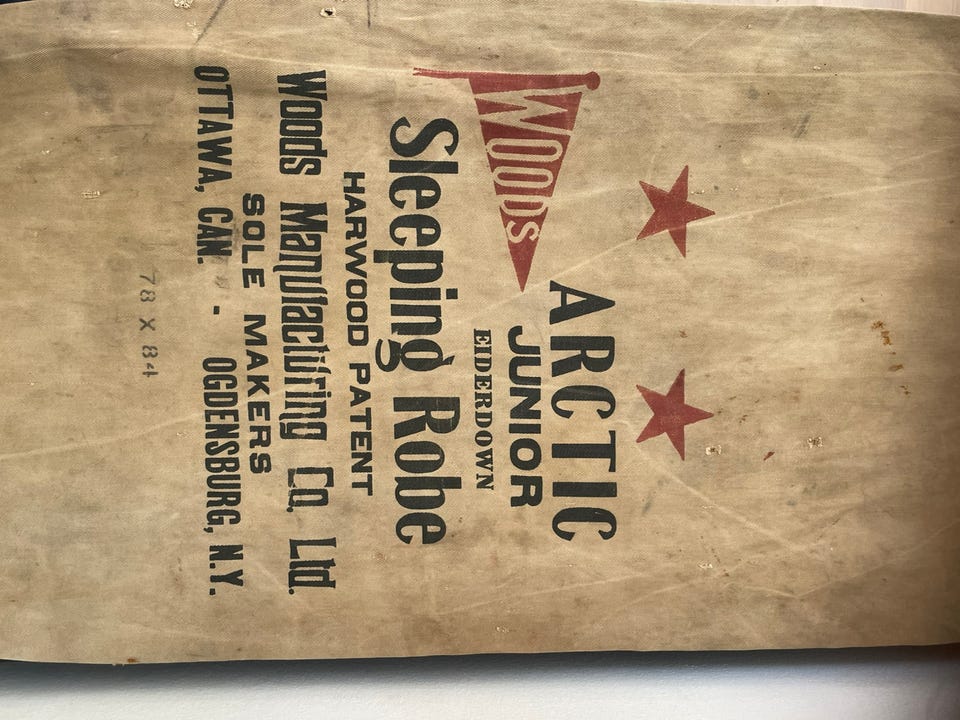 WOODS
ARCTIC
JUNIOR
EIDERDOWN
Sleeping Robe
HARWOOD PATENT
Woods Manufacturing Co. Ltd.
SOLE MAKERS
OTTAWA, CAN. - OGDENSBURG, N.Y.
78 X 84